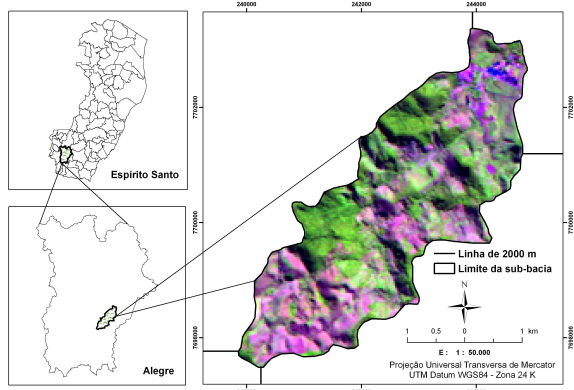 240000 242000 244000
7702000
7700000
7698000
Espírito Santo
Alegre
Linha de 2000 m
Limite da sub-bacia
N
1 0.5 0 1 km
E : 1 : 50.000
Projeção Universal Transversa de Mercator
UTM Datum WGS84 - Zona 24 K